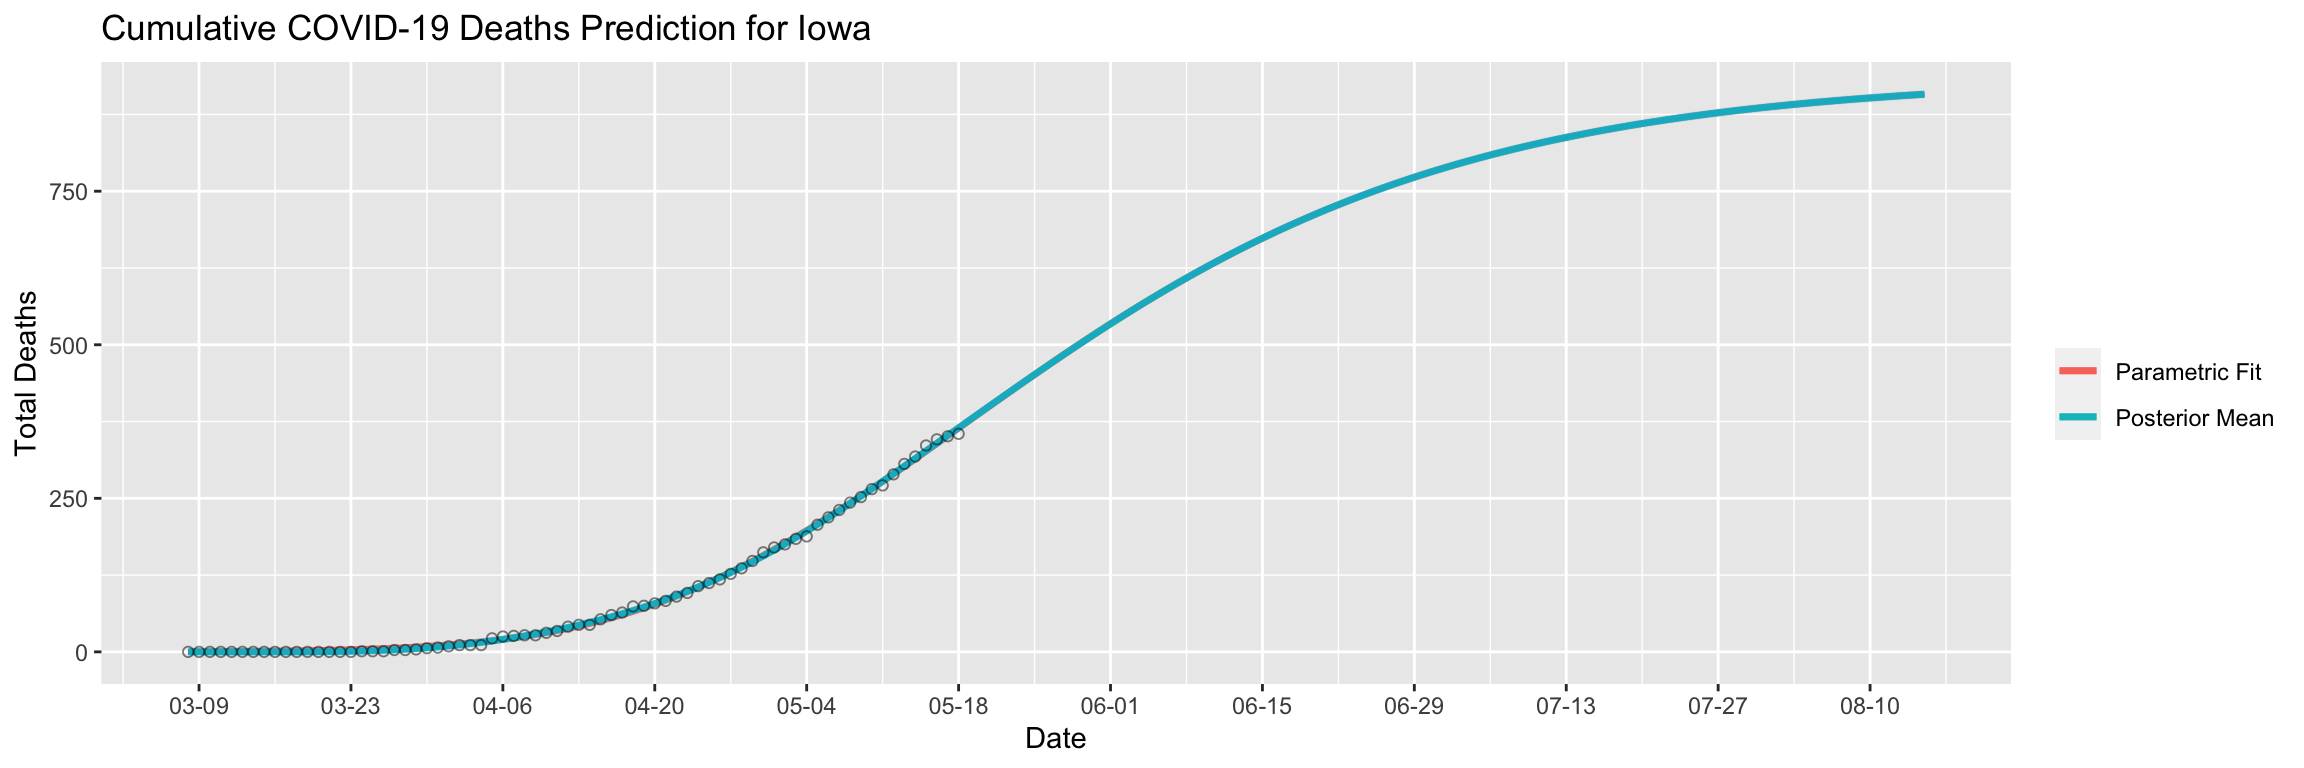 Cumulative COVID-19 Deaths Prediction for Iowa
Total Deaths
750
500
250
0
03-09 03-23 04-06 04-20 05-04 05-18 06-01 06-15 06-29 07-13 07-27 08-10
Date
Parametric Fit
Posterior Mean